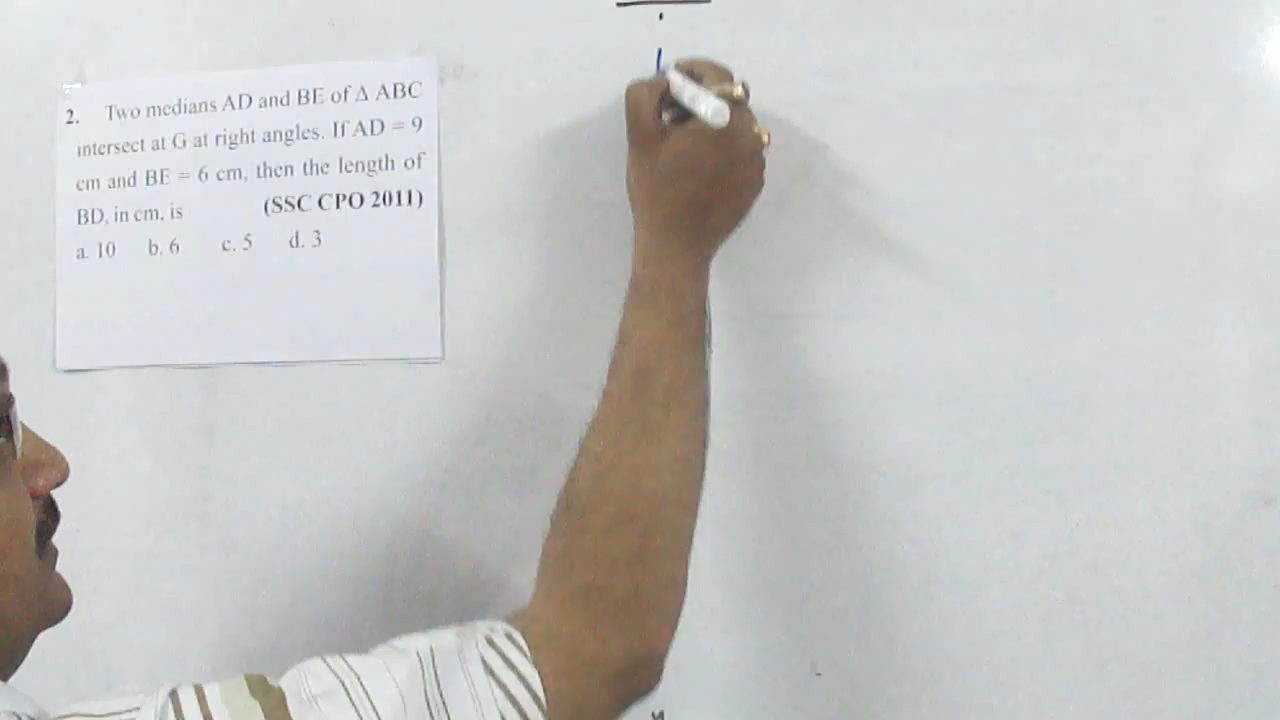 2. Two medians AD and BE of Δ ABC
intersect at G at right angles. If AD = 9
cm and BE = 6 cm, then the length of
BD, in cm, is (SSC CPO 2011)
a. 10 b. 6 c. 5 d. 3